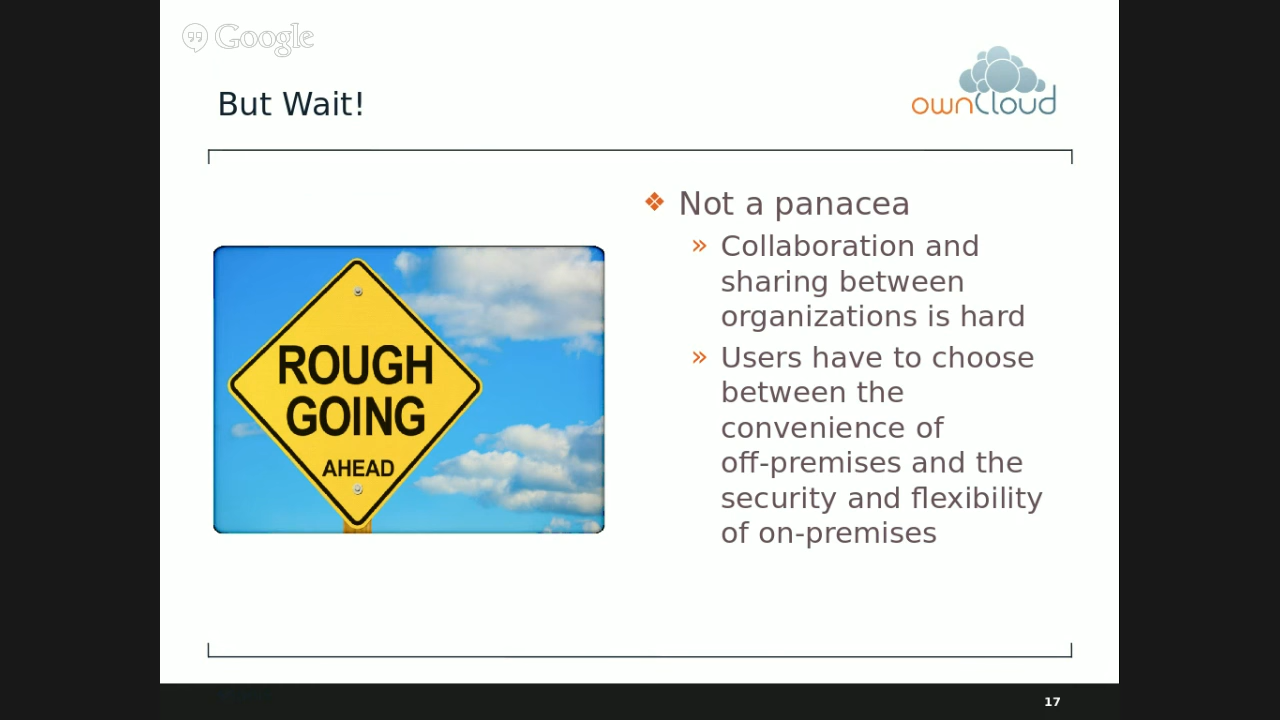 Google
ownCloud
But Wait!
Not a panacea
Collaboration and
sharing between
organizations is hard
Users have to choose
between the
convenience of
off-premises and the
security and flexibility
of on-premises
ROUGH
GOING
AHEAD
17